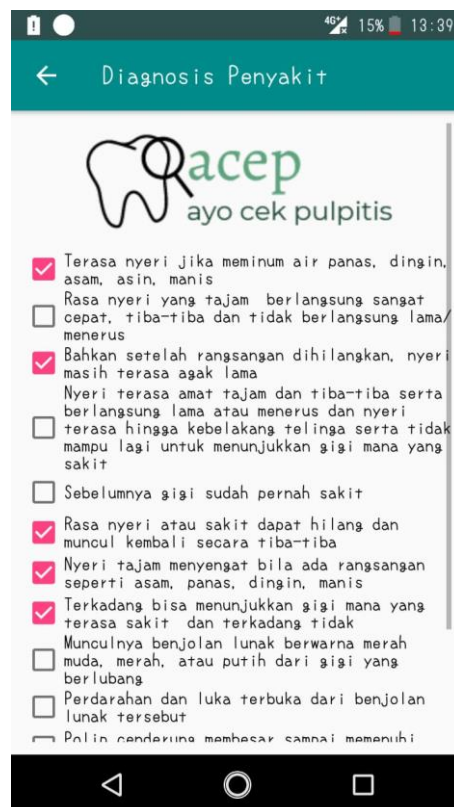 4G+ 15% 13:39
Diagnosis Penyakit
acep
ayo cek pulpitis
Terasa nyeri jika meminum air panas, dingin,
asam, asin, manis
Rasa nyeri yang tajam berlangsung sangat
cepat, tiba-tiba dan tidak berlangsung lama/
menerus
Bahkan setelah rangsangan dihilangkan, nyeri
masih terasa agak lama
Nyeri terasa amat tajam dan tiba-tiba serta
berlangsung lama atau menerus dan nyeri
terasa hingga kebelakang telinga serta tidak
mampu lagi untuk menunjukkan gigi mana yang
sakit
Sebelumnya gigi sudah pernah sakit
Rasa nyeri atau sakit dapat hilang dan
muncul kembali secara tiba-tiba
Nyeri tajam menyengat bila ada rangsangan
seperti asam, panas, dingin, manis
Terkadang bisa menunjukkan gigi mana yang
terasa sakit dan terkadang tidak
Munculnya benjolan lunak berwarna merah
muda, merah, atau putih dari gigi yang
berlubang
Perdarahan dan luka terbuka dari benjolan
lunak tersebut
Polip cenderung membesar sampai memenuhi